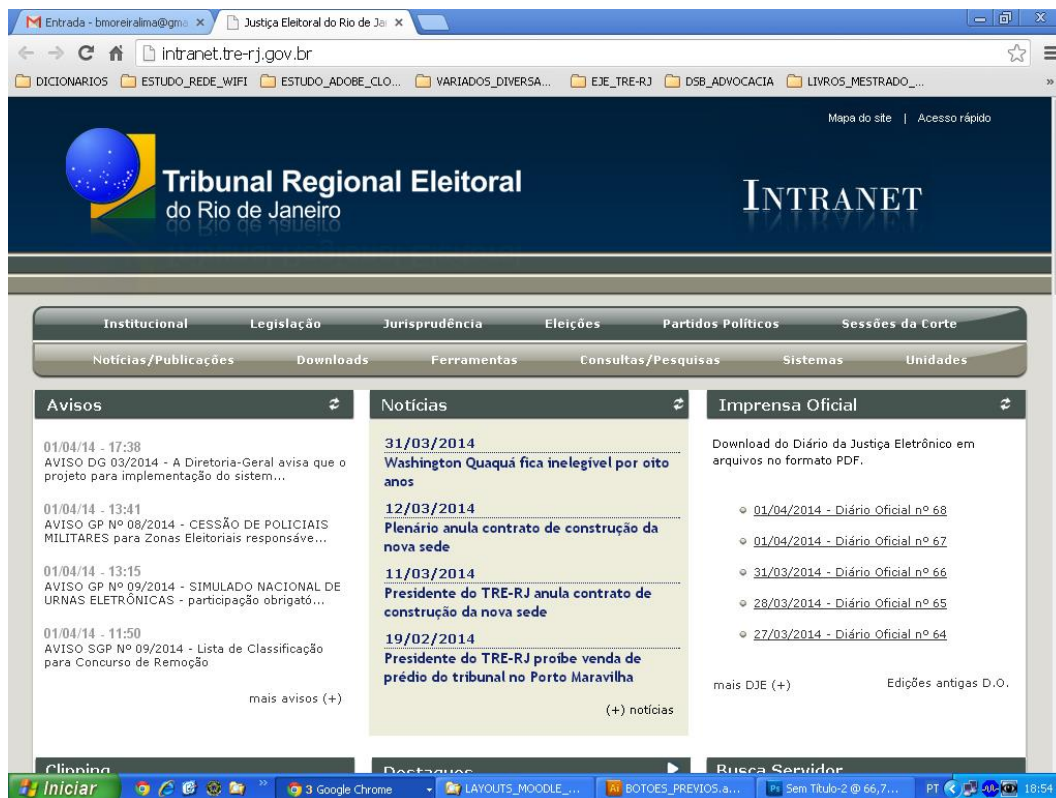 Entrada - bmoreiralima@gma
Justiça Eleitoral do Rio de Ja
intranet.tre-rj.gov.br
DICIONARIOS ESTUDO_REDE_WIFI ESTUDO_ADOBE_CLO... VARIADOS_DIVERSA... EJE_TRE-RJ DSB_ADVOCACIA LIVROS_MESTRADO_... »
Mapa do site | Acesso rápido
Tribunal Regional Eleitoral
do Rio de Janeiro
INTRANET
Institucional Legislação Jurisprudência Eleições Partidos Políticos Sessões da Corte
Notícias/Publicações Downloads Ferramentas Consultas/Pesquisas Sistemas Unidades
Avisos
01/04/14 - 17:38
AVISO DG 03/2014 - A Diretoria-Geral avisa que o
projeto para implementação do sistem...
01/04/14 - 13:41
AVISO GP Nº 08/2014 - CESSÃO DE POLICIAIS
MILITARES para Zonas Eleitoriais responsáve...
01/04/14 - 13:15
AVISO GP Nº 09/2014 - SIMULADO NACIONAL DE
URNAS ELETRÔNICAS - participação obrigató...
01/04/14 - 11:50
AVISO SGP Nº 09/2014 - Lista de Classificação
para Concurso de Remoção
mais avisos (+)
Notícias
31/03/2014
Washington Quaquá fica inelegível por oito
anos
12/03/2014
Plenário anula contrato de construção da
nova sede
11/03/2014
Presidente do TRE-RJ anula contrato de
construção da nova sede
19/02/2014
Presidente do TRE-RJ proíbe venda de
prédio do tribunal no Porto Maravilha
(+) notícias
Imprensa Oficial
Download do Diário da Justiça Eletrônico em
arquivos no formato PDF.
01/04/2014 - Diário Oficial nº 68
01/04/2014 - Diário Oficial nº 67
31/03/2014 - Diário Oficial nº 66
28/03/2014 - Diário Oficial nº 65
27/03/2014 - Diário Oficial nº 64
mais DJE (+) Edições antigas D.O.
Clipping
Destaques
Busca Servidor
Iniciar » 3 Google Chrome LAYOUTS_MOODLE_... BOTOES_PREVIOS.a... Sem Título-2 @ 66,7... PT 18:54